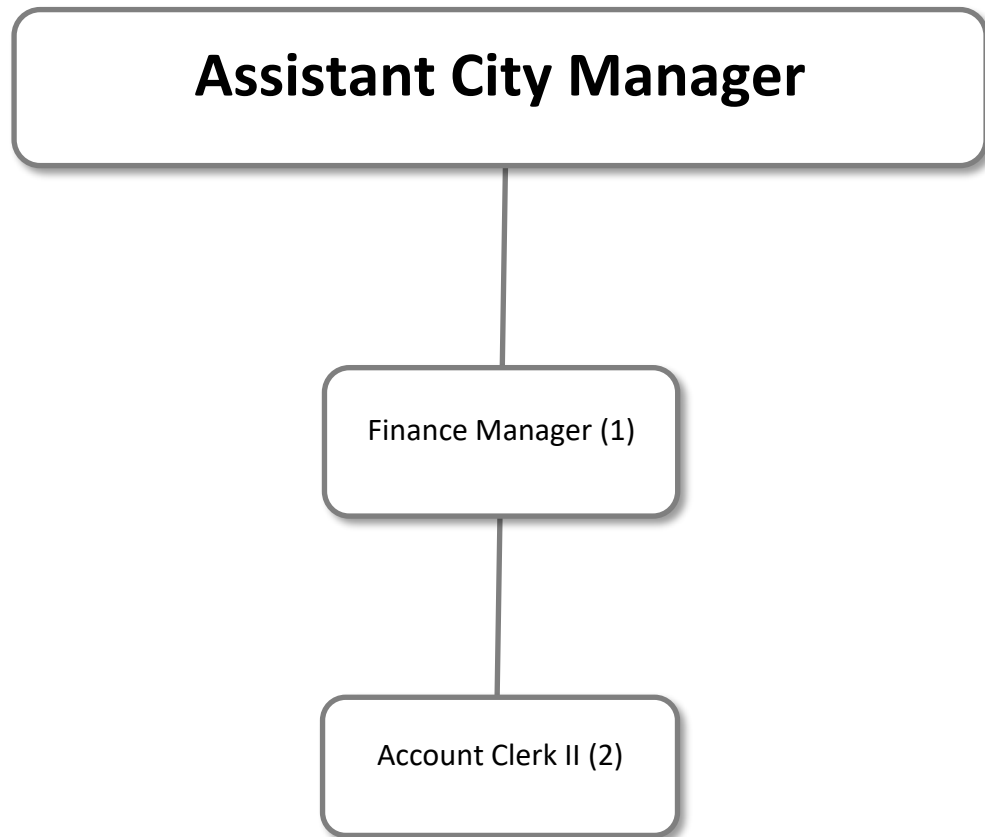 Assistant City Manager
Finance Manager (1)
Account Clerk II (2)